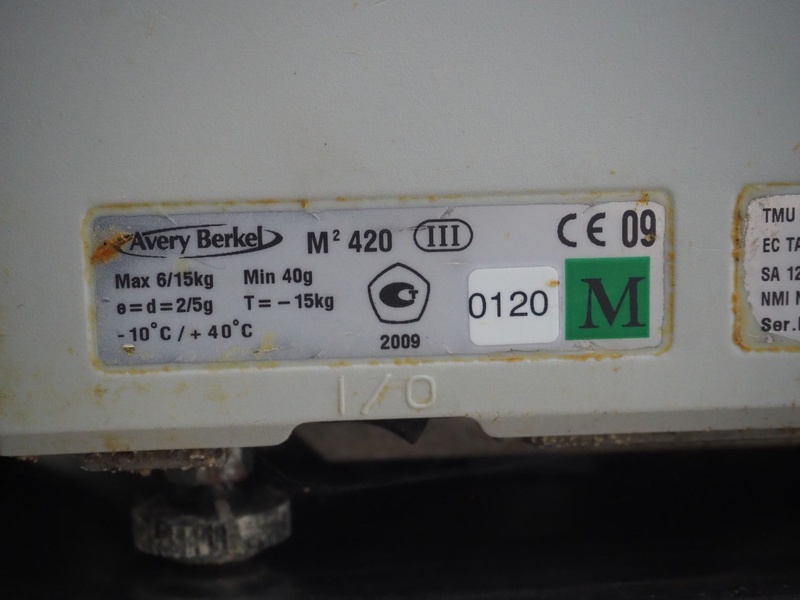 Avery Berkel M² 420 III CE 09
Max 6/15kg Min 40g
e=d=2/5g T=-15kg
-10°C / +40°C
2009
0120
M
I/O
TMU
EC TA
SA 12
NMI N
Ser.